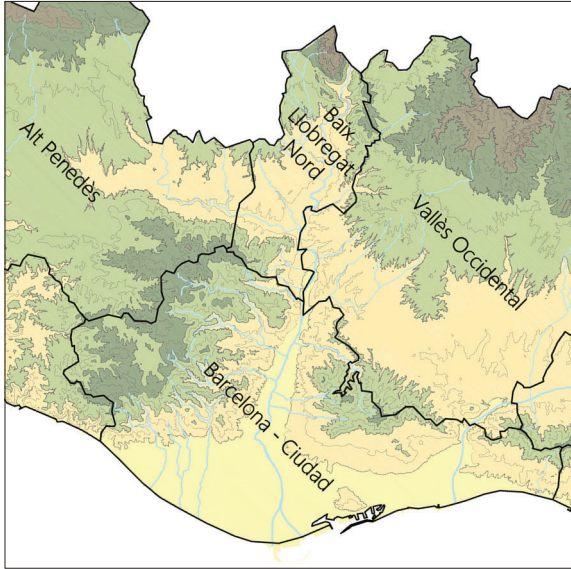 Alt Penedès
Baix
Llobregat
Nord
Vallès Occidental
Barcelona - Ciudad